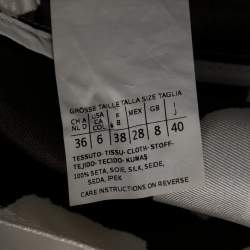 GRÖSSE TAILLE TALLA SIZE TAGLIA
CH A USA F MEX GB I
NL D CA COL B J
36 6 38 28 8 40
TESSUTO-TISSU-CLOTH-STOFF-
TEJIDO-TECIDO-KUMAŞ
100% SETA, SOIE, SILK, SEIDE,
SEDA, İPEK
CARE INSTRUCTIONS ON REVERSE